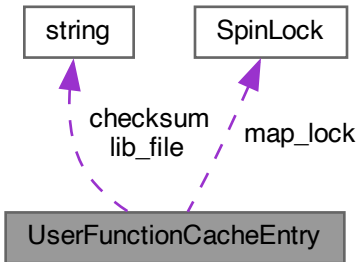 string
SpinLock
checksum
lib_file
map_lock
UserFunctionCacheEntry